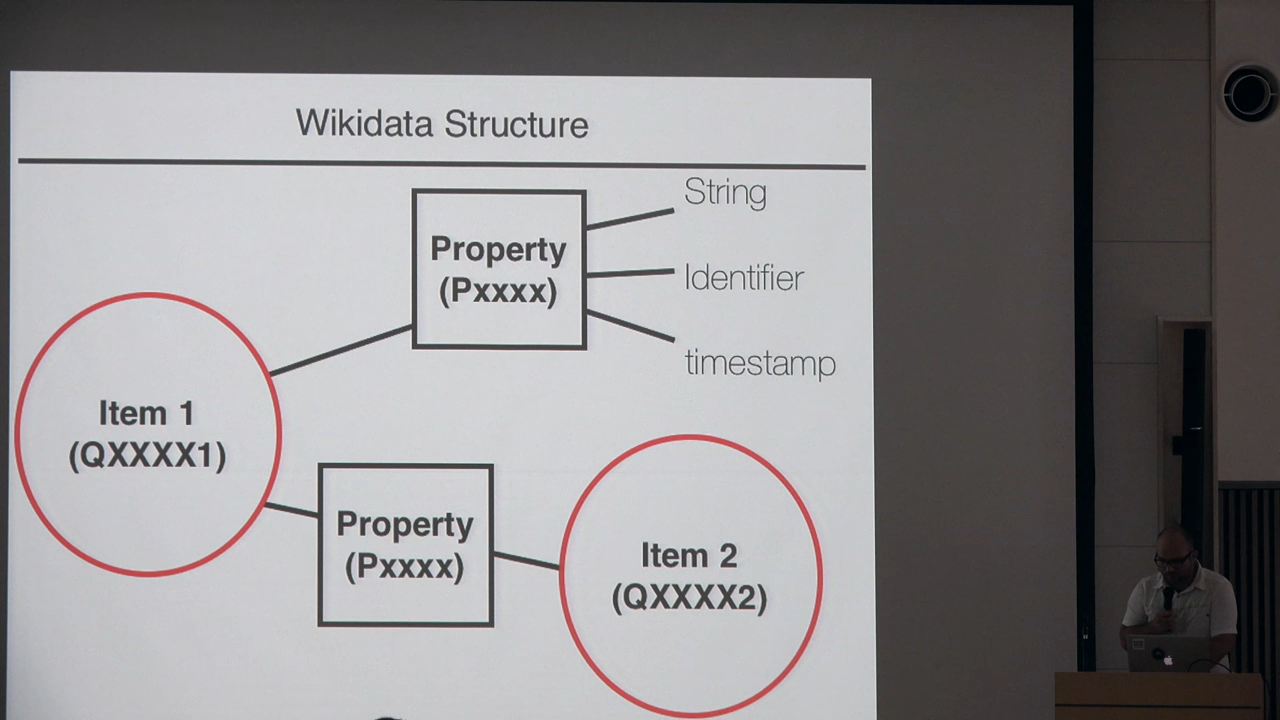 Wikidata Structure
String
Property
(Pxxxx)
Identifier
timestamp
Item 1
(QXXXX1)
Property
(Pxxxx)
Item 2
(QXXXX2)